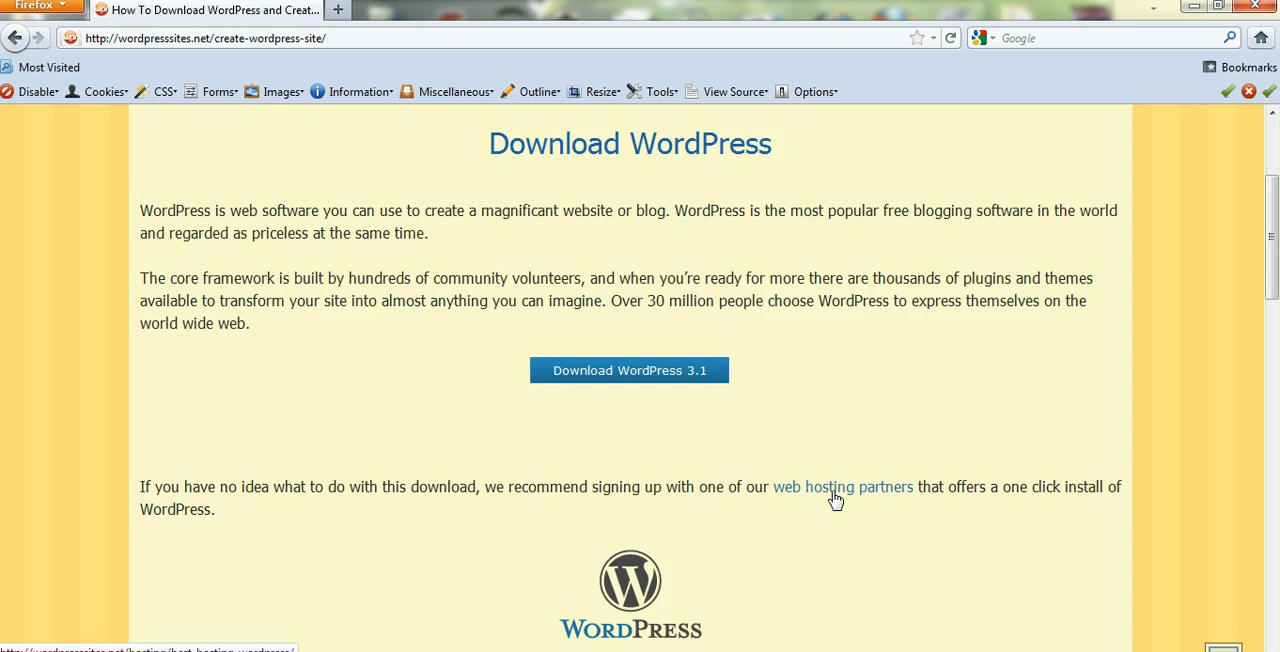 Firefox
How To Download WordPress and Creat...
http://wordpresssites.net/create-wordpress-site/
Google
Most Visited
Bookmarks
Disable Cookies CSS Forms Images Information Miscellaneous Outline Resize Tools View Source Options
Download WordPress
WordPress is web software you can use to create a magnificant website or blog. WordPress is the most popular free blogging software in the world
and regarded as priceless at the same time.
The core framework is built by hundreds of community volunteers, and when you’re ready for more there are thousands of plugins and themes
available to transform your site into almost anything you can imagine. Over 30 million people choose WordPress to express themselves on the
world wide web.
Download WordPress 3.1
If you have no idea what to do with this download, we recommend signing up with one of our web hosting partners that offers a one click install of
WordPress.
W
WORDPRESS